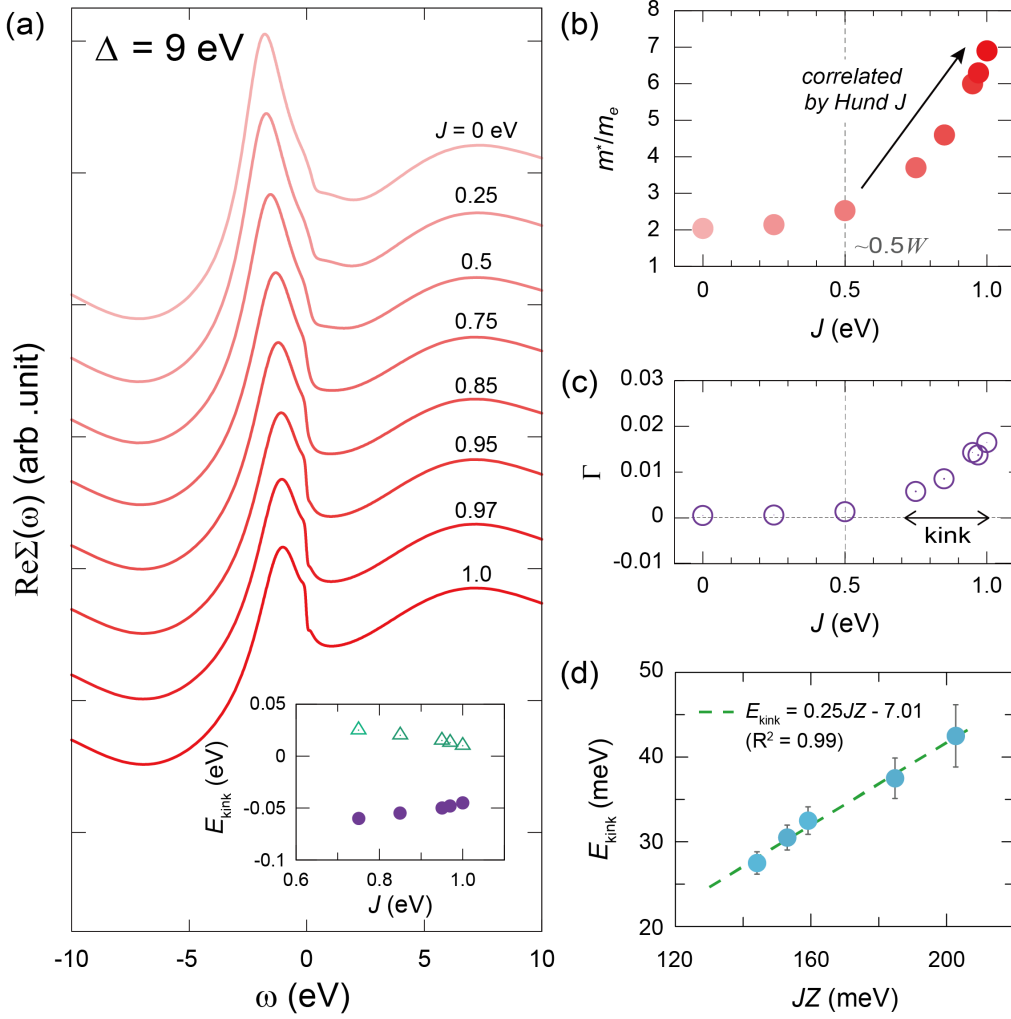 (a)
Δ = 9 eV
J = 0 eV
0.25
0.5
0.75
0.85
0.95
0.97
1.0
ReΣ(ω) (arb .unit)
-10
-5
0
5
10
ω (eV)
0.05
0
-0.05
-0.1
E_kink (eV)
0.6
0.8
1.0
J (eV)
(b)
8
7
6
5
4
3
2
1
m*/m_e
correlated
by Hund J
~0.5W
0
0.5
1.0
J (eV)
(c)
0.03
0.02
0.01
0
-0.01
Γ
kink
0
0.5
1.0
J (eV)
(d)
50
40
30
20
E_kink (meV)
E_kink = 0.25JZ - 7.01
(R² = 0.99)
120
160
200
JZ (meV)